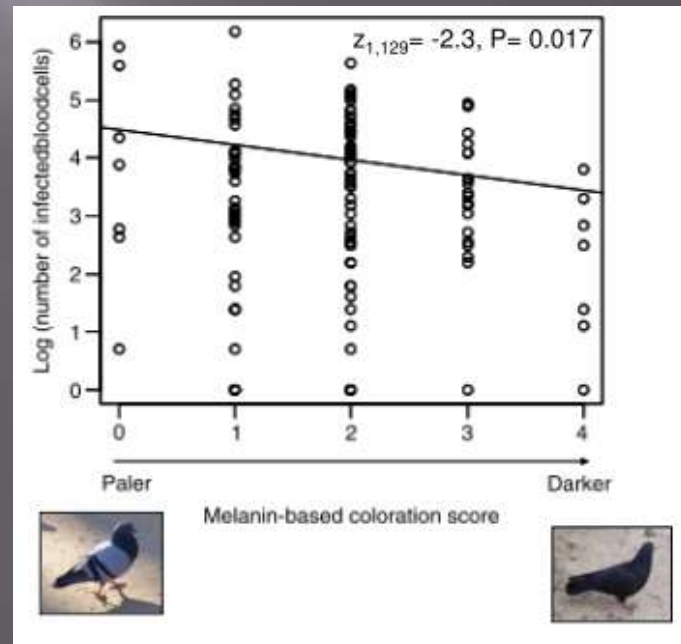 z1,129= -2.3, P= 0.017
Log (number of infectedbloodcells)
6
5
4
3
2
1
0
0 1 2 3 4
Paler Darker
Melanin-based coloration score